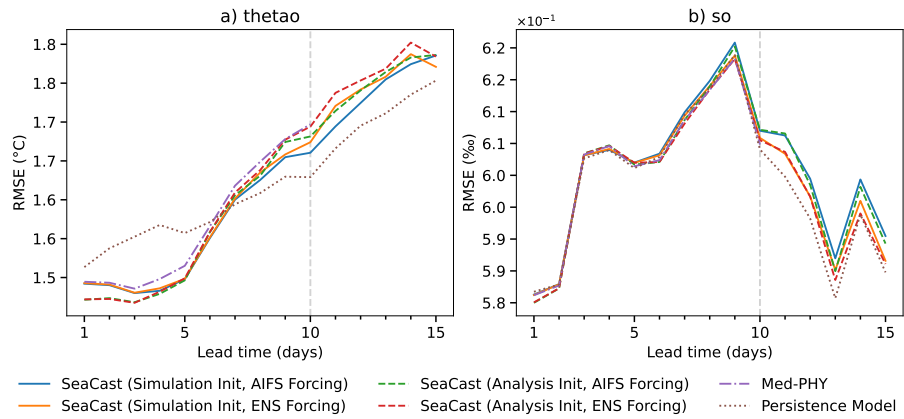 a) thetao
b) so
×10⁻¹
RMSE (°C)
1.8
1.8
1.7
1.7
1.6
1.6
1.5
1
5
10
15
Lead time (days)
RMSE (‰)
6.2
6.2
6.1
6.1
6.0
6.0
5.9
5.9
5.8
1
5
10
15
Lead time (days)
SeaCast (Simulation Init, AIFS Forcing)
SeaCast (Analysis Init, AIFS Forcing)
Med-PHY
SeaCast (Simulation Init, ENS Forcing)
SeaCast (Analysis Init, ENS Forcing)
Persistence Model